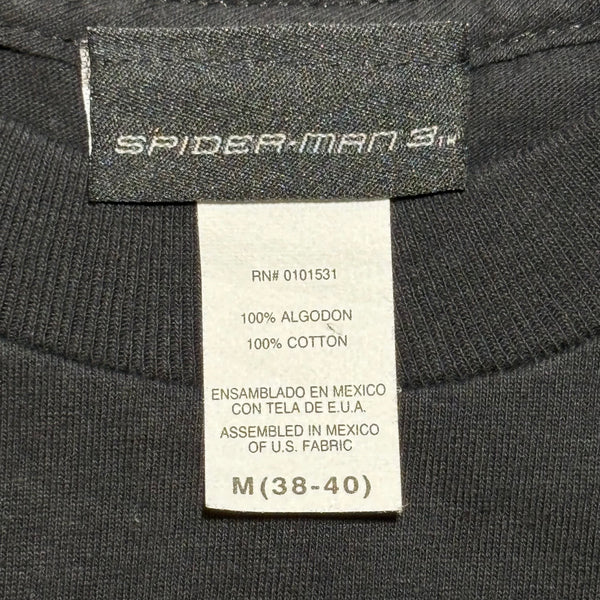 SPIDER-MAN 3™
RN# 0101531
100% ALGODON
100% COTTON
ENSAMBLADO EN MEXICO
CON TELA DE E.U.A.
ASSEMBLED IN MEXICO
OF U.S. FABRIC
M (38-40)